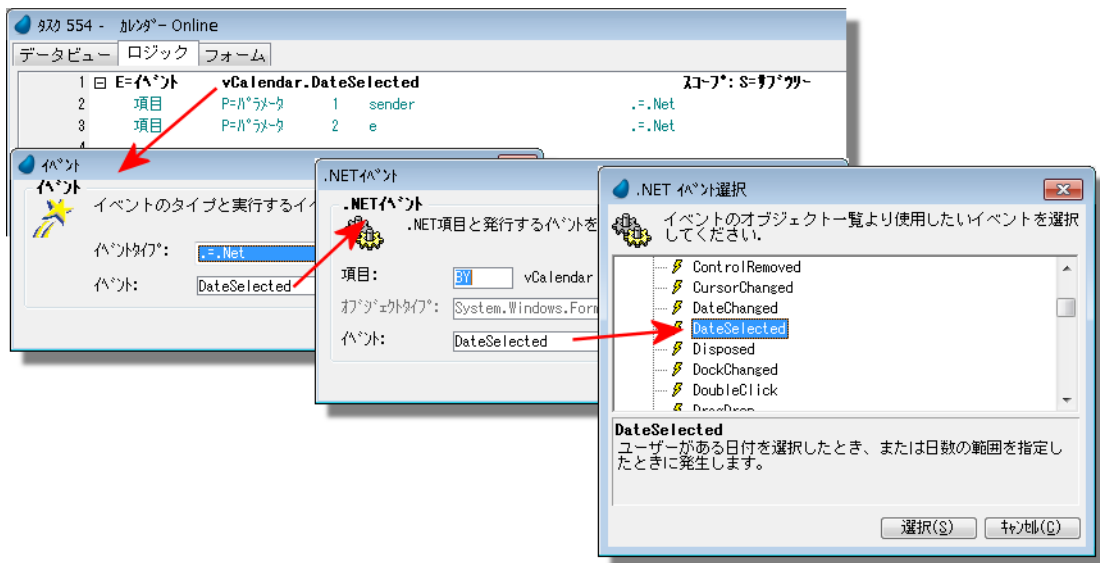 ﾀｽｸ 554 - ｶﾚﾝﾀﾞｰ Online
データビュー ロジック フォーム
1 E=ｲﾍﾞﾝﾄ vCalendar.DateSelected ｽｺｰﾌﾟ: S=ｻﾌﾞﾂﾘｰ
2 項目 P=ﾊﾟﾗﾒｰﾀ 1 sender .=.Net
3 項目 P=ﾊﾟﾗﾒｰﾀ 2 e .=.Net
4
ｲﾍﾞﾝﾄ
ｲﾍﾞﾝﾄ
イベントのタイプと実行するイ
ｲﾍﾞﾝﾄﾀｲﾌﾟ: .=.Net
ｲﾍﾞﾝﾄ: DateSelected
.NETｲﾍﾞﾝﾄ
.NETｲﾍﾞﾝﾄ
.NET項目と発行するｲﾍﾞﾝﾄを
項目: BY vCalendar
ｵﾌﾞｼﾞｪｸﾄﾀｲﾌﾟ: System.Windows.Form
ｲﾍﾞﾝﾄ: DateSelected
.NET ｲﾍﾞﾝﾄ選択
イベントのオブジェクト一覧より使用したいイベントを選択
してください.
ControlRemoved
CursorChanged
DateChanged
DateSelected
Disposed
DockChanged
DoubleClick
DragDrop
DateSelected
ユーザーがある日付を選択したとき、または日数の範囲を指定し
たときに発生します。
選択(S) ｷｬﾝｾﾙ(C)